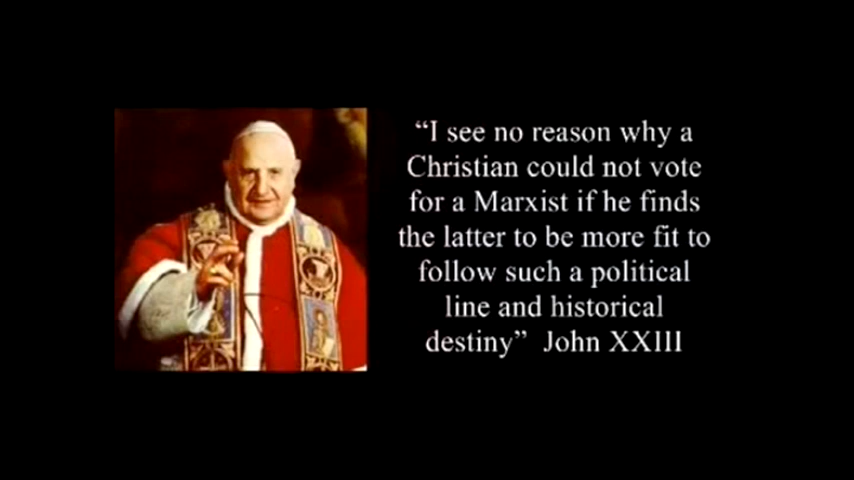 “I see no reason why a
Christian could not vote
for a Marxist if he finds
the latter to be more fit to
follow such a political
line and historical
destiny” John XXIII